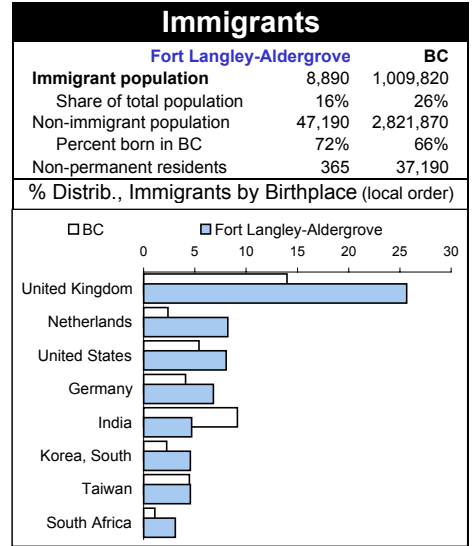 Immigrants
Fort Langley-Aldergrove BC
Immigrant population 8,890 1,009,820
Share of total population 16% 26%
Non-immigrant population 47,190 2,821,870
Percent born in BC 72% 66%
Non-permanent residents 365 37,190
% Distrib., Immigrants by Birthplace (local order)
BC Fort Langley-Aldergrove
0 5 10 15 20 25 30
United Kingdom
Netherlands
United States
Germany
India
Korea, South
Taiwan
South Africa